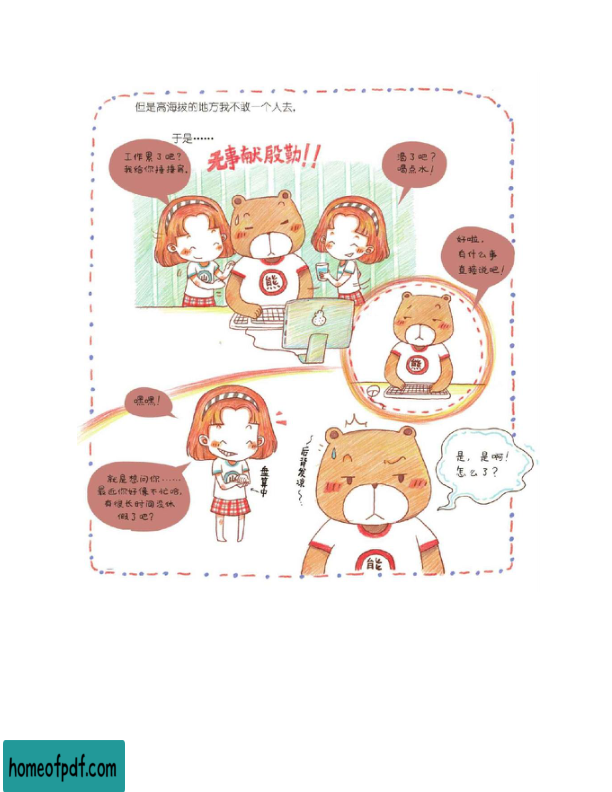 但是高海拔的地方我不敢一个人去。
于是……
无事献殷勤!!
工作累了吧?
我给你捶捶肩。
渴了吧?
喝点水!
好啦,
有什么事
直接说吧!
熊
熊
嘿嘿!
就是想问你……
最近你好像不忙哈,
有很长时间没休
假了吧?
盘算中
后背发凉~
是,是啊!
怎么了?
熊
homeofpdf.com